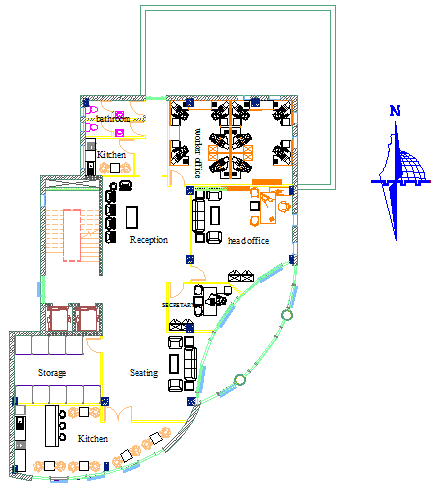 N
bathroom
worker office
Kitchen
Reception
head office
SECRETARY
Storage
Seating
Kitchen